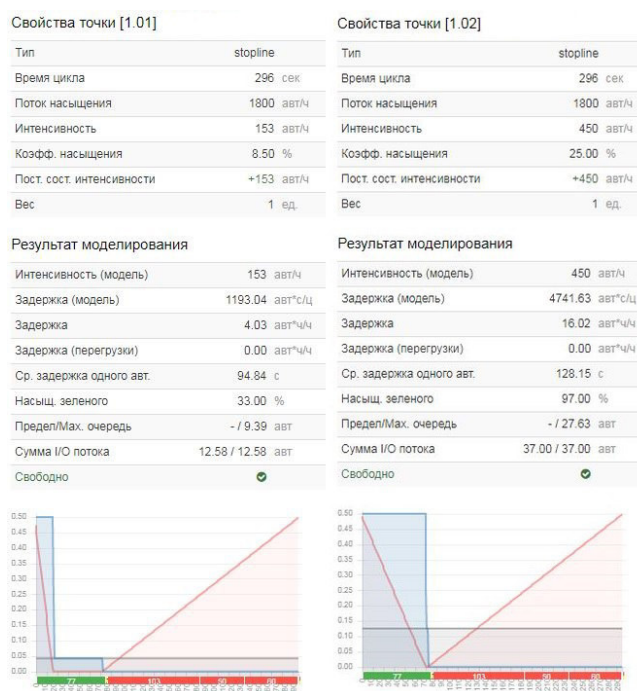 Свойства точки [1.01]
Тип stopline
Время цикла 296 сек
Поток насыщения 1800 авт/ч
Интенсивность 153 авт/ч
Коэфф. насыщения 8.50 %
Пост. сост. интенсивности +153 авт/ч
Вес 1 ед.
Результат моделирования
Интенсивность (модель) 153 авт/ч
Задержка (модель) 1193.04 авт*с/ц
Задержка 4.03 авт*ч/ч
Задержка (перегрузки) 0.00 авт*ч/ч
Ср. задержка одного авт. 94.84 с
Насыщ. зеленого 33.00 %
Предел/Мах. очередь - / 9.39 авт
Сумма I/O потока 12.58 / 12.58 авт
Свободно
0.50
0.45
0.40
0.35
0.30
0.25
0.20
0.15
0.10
0.05
0.00
77 103
Свойства точки [1.02]
Тип stopline
Время цикла 296 сек
Поток насыщения 1800 авт/ч
Интенсивность 450 авт/ч
Коэфф. насыщения 25.00 %
Пост. сост. интенсивности +450 авт/ч
Вес 1 ед.
Результат моделирования
Интенсивность (модель) 450 авт/ч
Задержка (модель) 4741.63 авт*с/ц
Задержка 16.02 авт*ч/ч
Задержка (перегрузки) 0.00 авт*ч/ч
Ср. задержка одного авт. 128.15 с
Насыщ. зеленого 97.00 %
Предел/Мах. очередь - / 27.63 авт
Сумма I/O потока 37.00 / 37.00 авт
Свободно
0.50
0.45
0.40
0.35
0.30
0.25
0.20
0.15
0.10
0.05
0.00
77 103